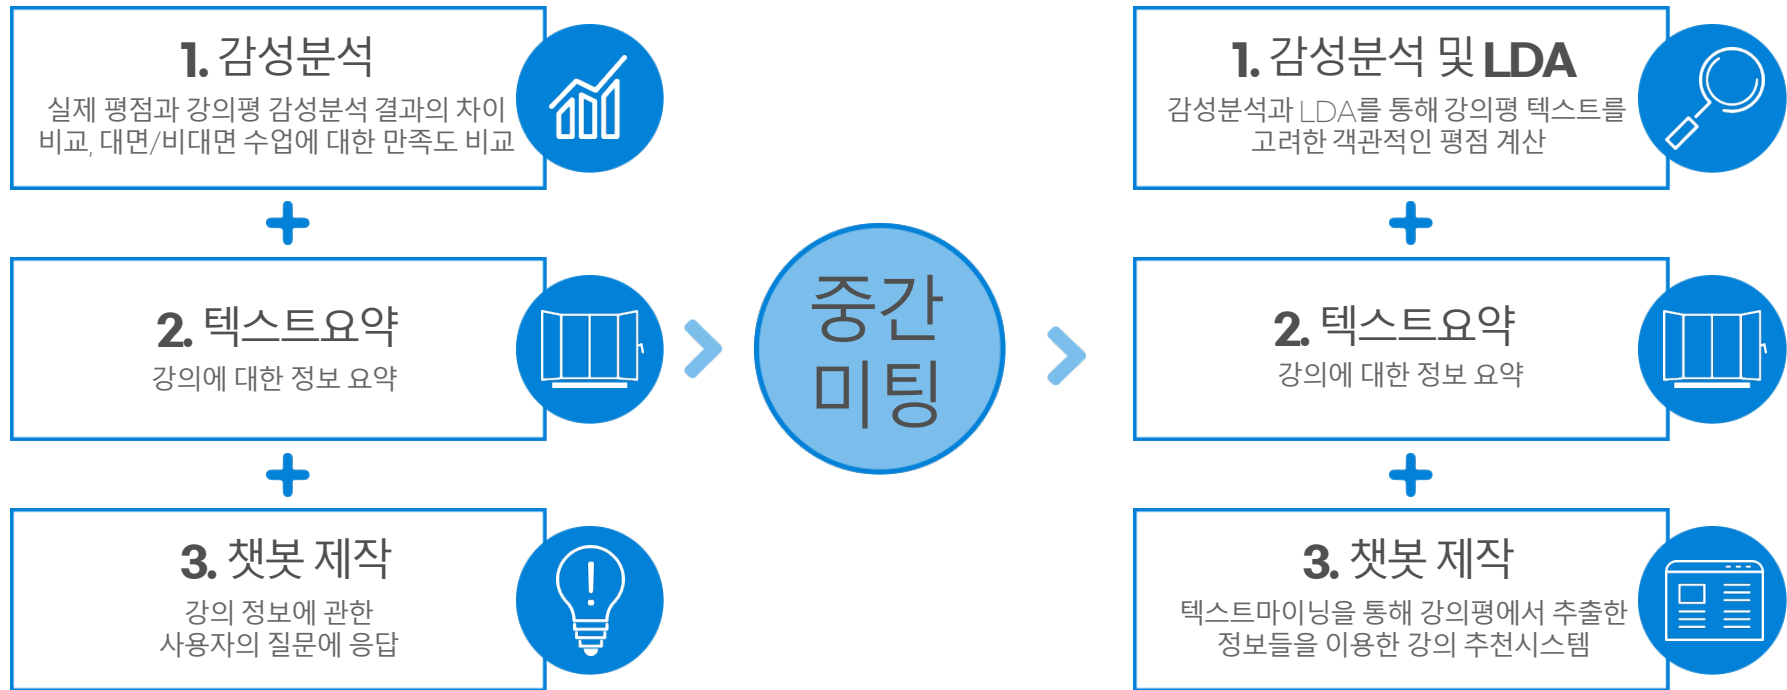 1. 감성분석
실제 평점과 강의평 감성분석 결과의 차이
비교, 대면/비대면 수업에 대한 만족도 비교
2. 텍스트요약
강의에 대한 정보 요약
3. 챗봇 제작
강의 정보에 관한
사용자의 질문에 응답
중간
미팅
1. 감성분석 및 LDA
감성분석과 LDA를 통해 강의평 텍스트를
고려한 객관적인 평점 계산
2. 텍스트요약
강의에 대한 정보 요약
3. 챗봇 제작
텍스트마이닝을 통해 강의평에서 추출한
정보들을 이용한 강의 추천시스템